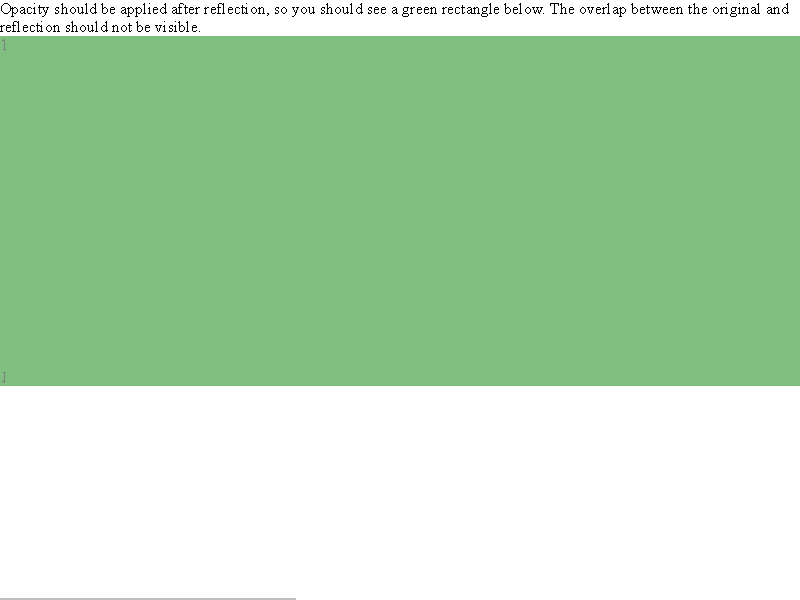 Opacity should be applied after reflection, so you should see a green rectangle below. The overlap between the original and
reflection should not be visible.
1